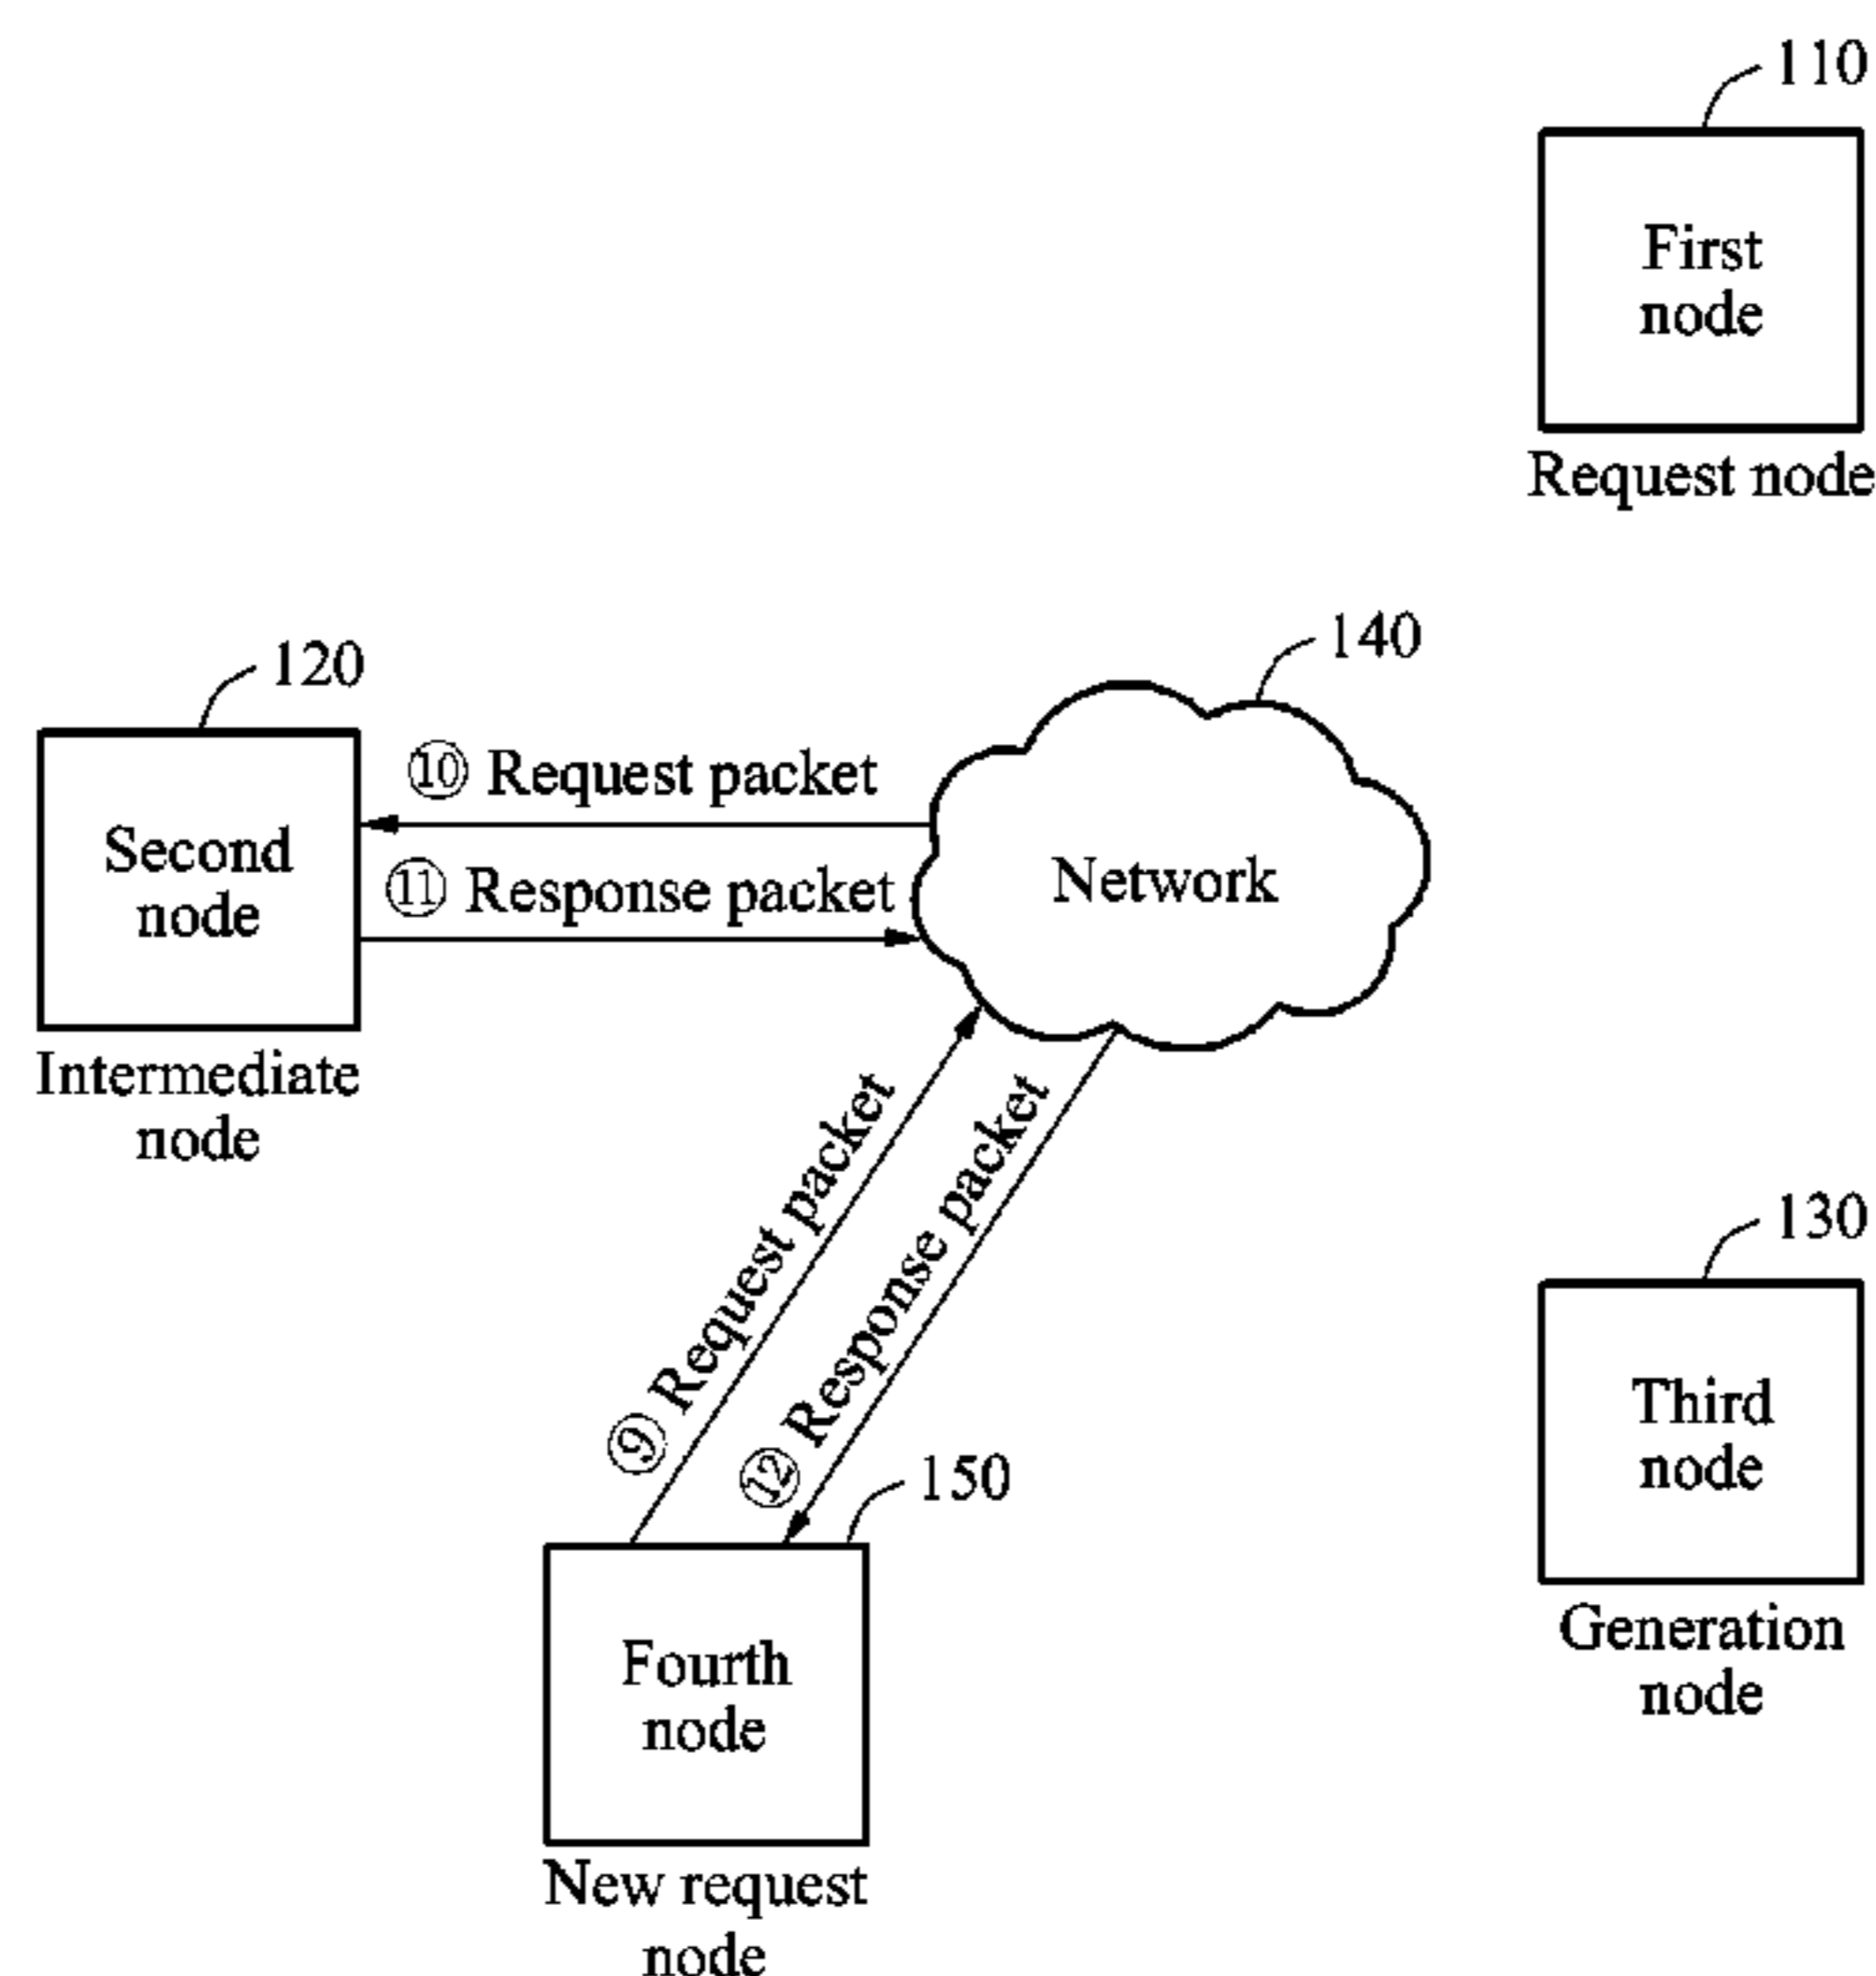 110
First
node
Request node
140
120
⑩ Request packet
Second
node
⑪ Response packet
Network
Intermediate
node
⑨ Request packet
⑫ Response packet
130
Third
node
Generation
node
150
Fourth
node
New request
node